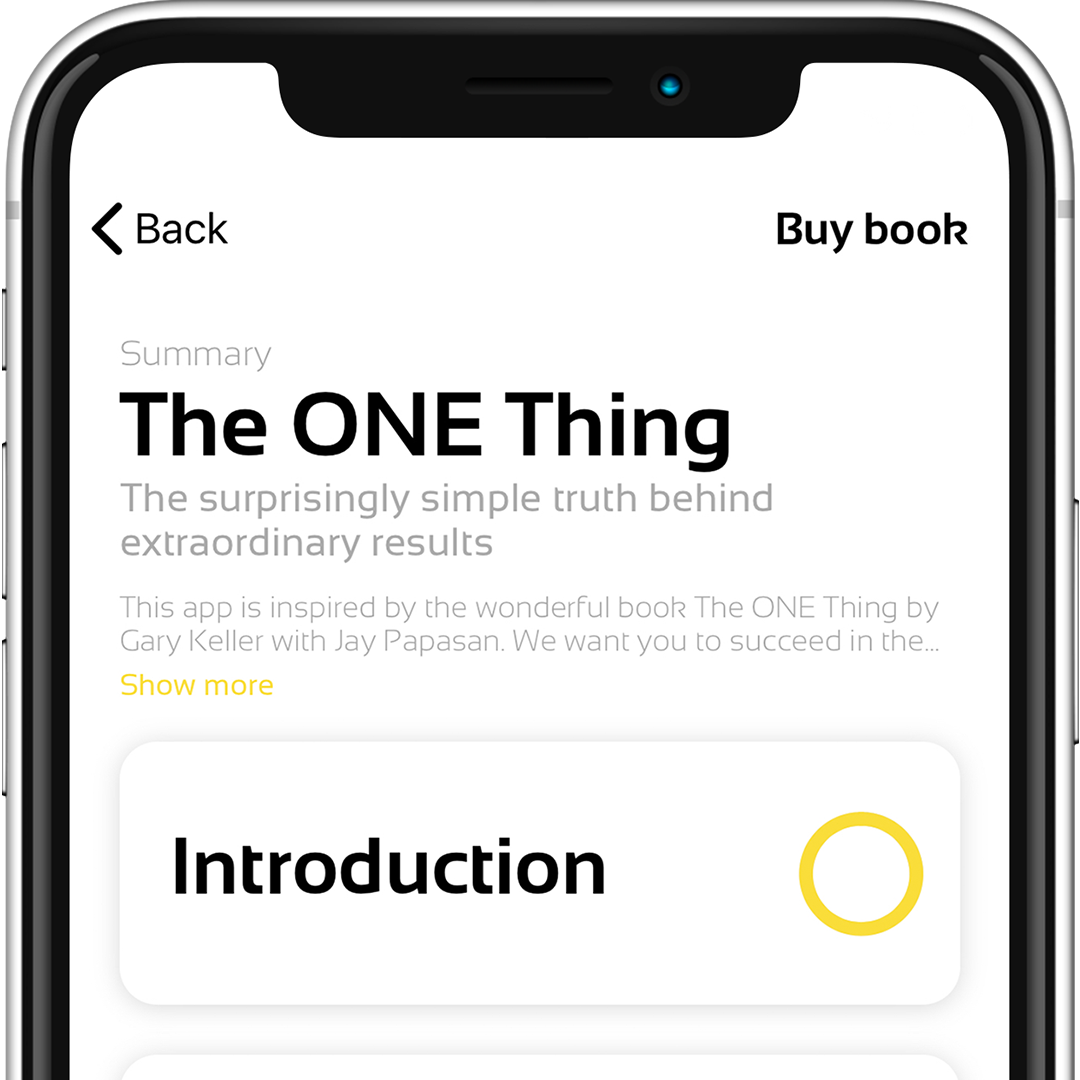 Back
Buy book
Summary
The ONE Thing
The surprisingly simple truth behind
extraordinary results
This app is inspired by the wonderful book The ONE Thing by
Gary Keller with Jay Papasan. We want you to succeed in the...
Show more
Introduction